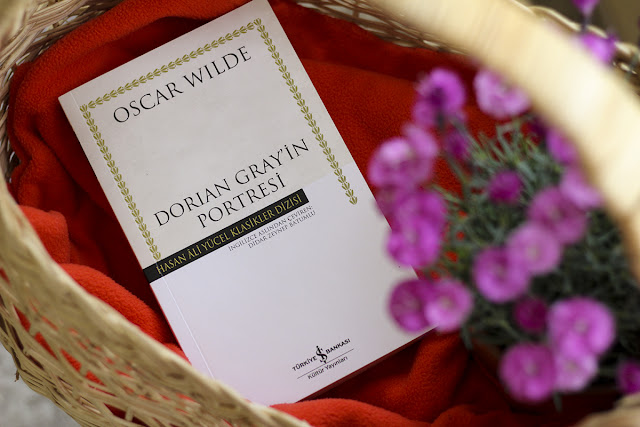 OSCAR WILDE
DORIAN GRAY'İN
PORTRESİ
HASAN ÂLİ YÜCEL KLASİKLER DİZİSİ
İNGİLİZCE ASLINDAN ÇEVİREN:
DİDAR ZEYNEP BATUMLU
TÜRKİYE İŞ BANKASI
Kültür Yayınları